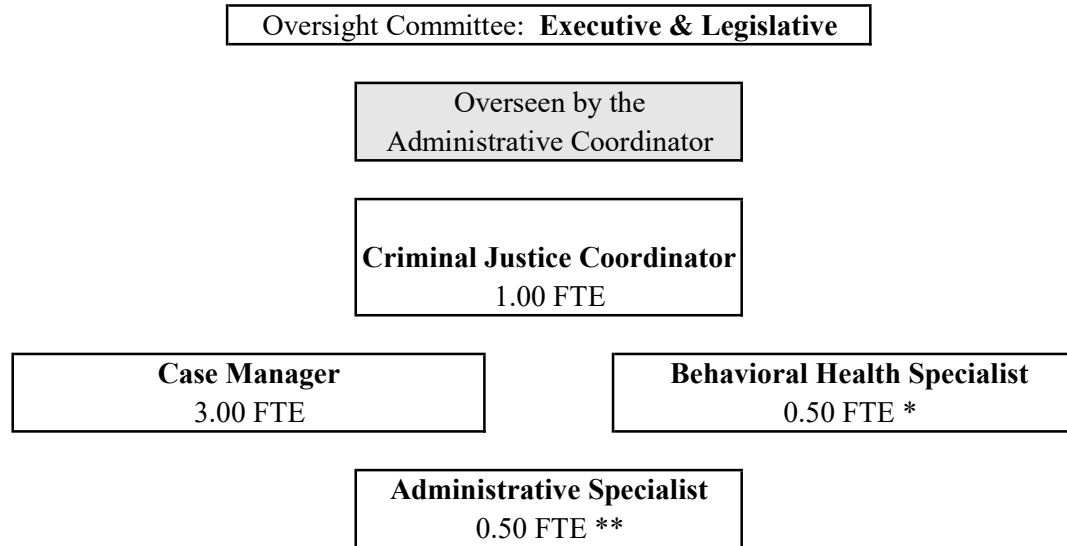 Oversight Committee: Executive & Legislative
Overseen by the
Administrative Coordinator
Criminal Justice Coordinator
1.00 FTE
Case Manager
3.00 FTE
Behavioral Health Specialist
0.50 FTE *
Administrative Specialist
0.50 FTE **